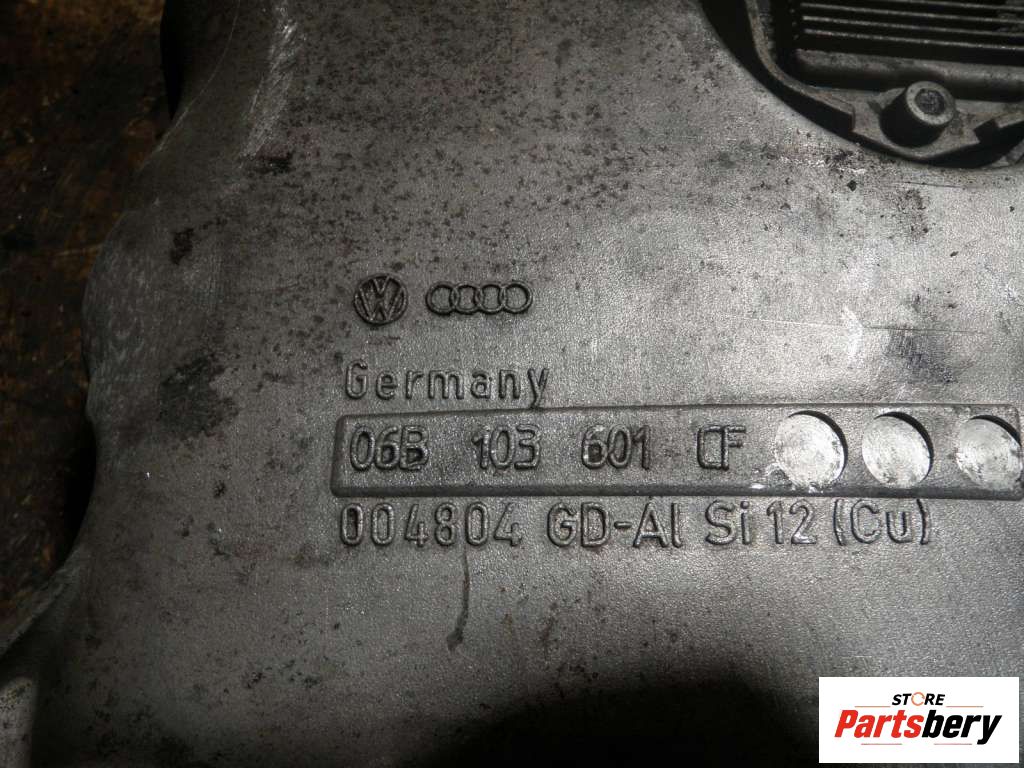 Germany
06B 103 601 CF
004804 GD-Al Si 12 (Cu)
STORE
Partsbery